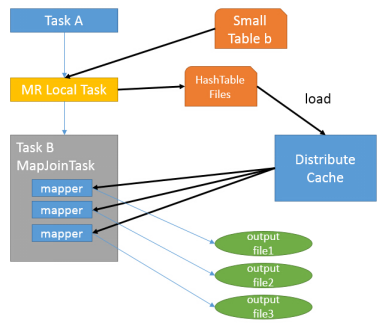 Task A
Small
Table b
MR Local Task
HashTable
Files
load
Task B
MapJoinTask
Distribute
Cache
mapper
mapper
mapper
output
file1
output
file2
output
file3